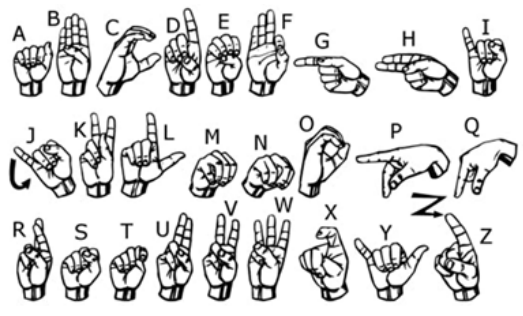 A B C D E F G H I
J K L M N O P Q
R S T U V W X Y Z